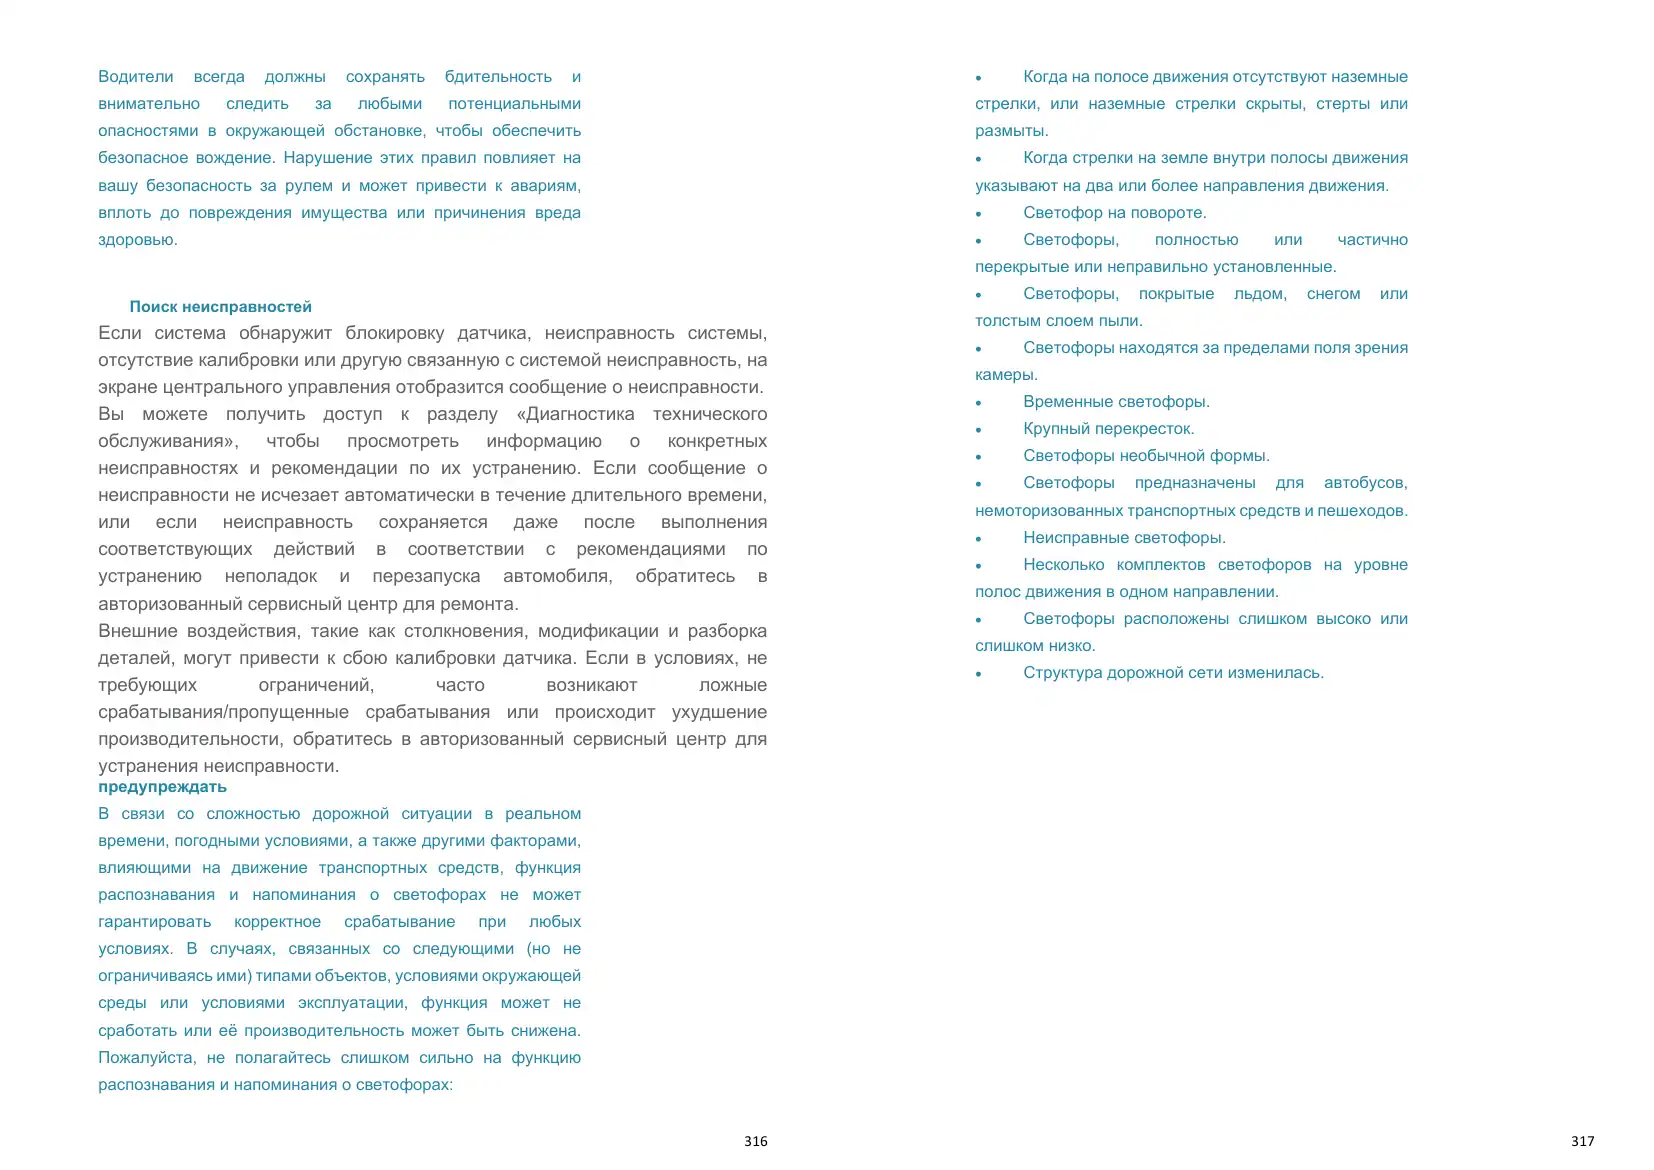 Водители всегда должны сохранять бдительность и
внимательно следить за любыми потенциальными
опасностями в окружающей обстановке, чтобы обеспечить
безопасное вождение. Нарушение этих правил повлияет на
вашу безопасность за рулем и может привести к авариям,
вплоть до повреждения имущества или причинения вреда
здоровью.
Поиск неисправностей
Если система обнаружит блокировку датчика, неисправность системы,
отсутствие калибровки или другую связанную с системой неисправность, на
экране центрального управления отобразится сообщение о неисправности.
Вы можете получить доступ к разделу «Диагностика технического
обслуживания», чтобы просмотреть информацию о конкретных
неисправностях и рекомендации по их устранению. Если сообщение о
неисправности не исчезает автоматически в течение длительного времени,
или если неисправность сохраняется даже после выполнения
соответствующих действий в соответствии с рекомендациями по
устранению неполадок и перезапуска автомобиля, обратитесь в
авторизованный сервисный центр для ремонта.
Внешние воздействия, такие как столкновения, модификации и разборка
деталей, могут привести к сбою калибровки датчика. Если в условиях, не
требующих ограничений, часто возникают ложные
срабатывания/пропущенные срабатывания или происходит ухудшение
производительности, обратитесь в авторизованный сервисный центр для
устранения неисправности.
предупреждать
В связи со сложностью дорожной ситуации в реальном
времени, погодными условиями, а также другими факторами,
влияющими на движение транспортных средств, функция
распознавания и напоминания о светофорах не может
гарантировать корректное срабатывание при любых
условиях. В случаях, связанных со следующими (но не
ограничиваясь ими) типами объектов, условиями окружающей
среды или условиями эксплуатации, функция может не
сработать или её производительность может быть снижена.
Пожалуйста, не полагайтесь слишком сильно на функцию
распознавания и напоминания о светофорах:
316
• Когда на полосе движения отсутствуют наземные
стрелки, или наземные стрелки скрыты, стерты или
размыты.
• Когда стрелки на земле внутри полосы движения
указывают на два или более направления движения.
• Светофор на повороте.
• Светофоры, полностью или частично
перекрытые или неправильно установленные.
• Светофоры, покрытые льдом, снегом или
толстым слоем пыли.
• Светофоры находятся за пределами поля зрения
камеры.
• Временные светофоры.
• Крупный перекресток.
• Светофоры необычной формы.
• Светофоры предназначены для автобусов,
немоторизованных транспортных средств и пешеходов.
• Неисправные светофоры.
• Несколько комплектов светофоров на уровне
полос движения в одном направлении.
• Светофоры расположены слишком высоко или
слишком низко.
• Структура дорожной сети изменилась.
317